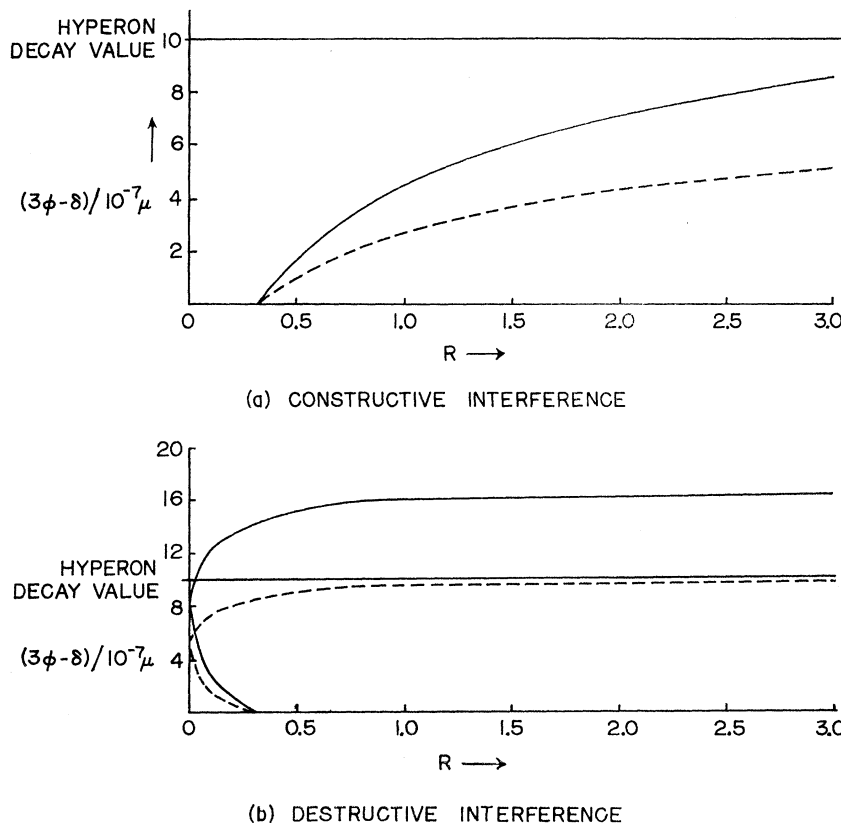 HYPERON
DECAY VALUE
10
8
6
4
2
(3φ-δ)/10⁻⁷μ
0 0.5 1.0 1.5 2.0 2.5 3.0
R →
(a) CONSTRUCTIVE INTERFERENCE
20
16
12
HYPERON
DECAY VALUE
8
(3φ-δ)/10⁻⁷μ
4
0 0.5 1.0 1.5 2.0 2.5 3.0
R →
(b) DESTRUCTIVE INTERFERENCE